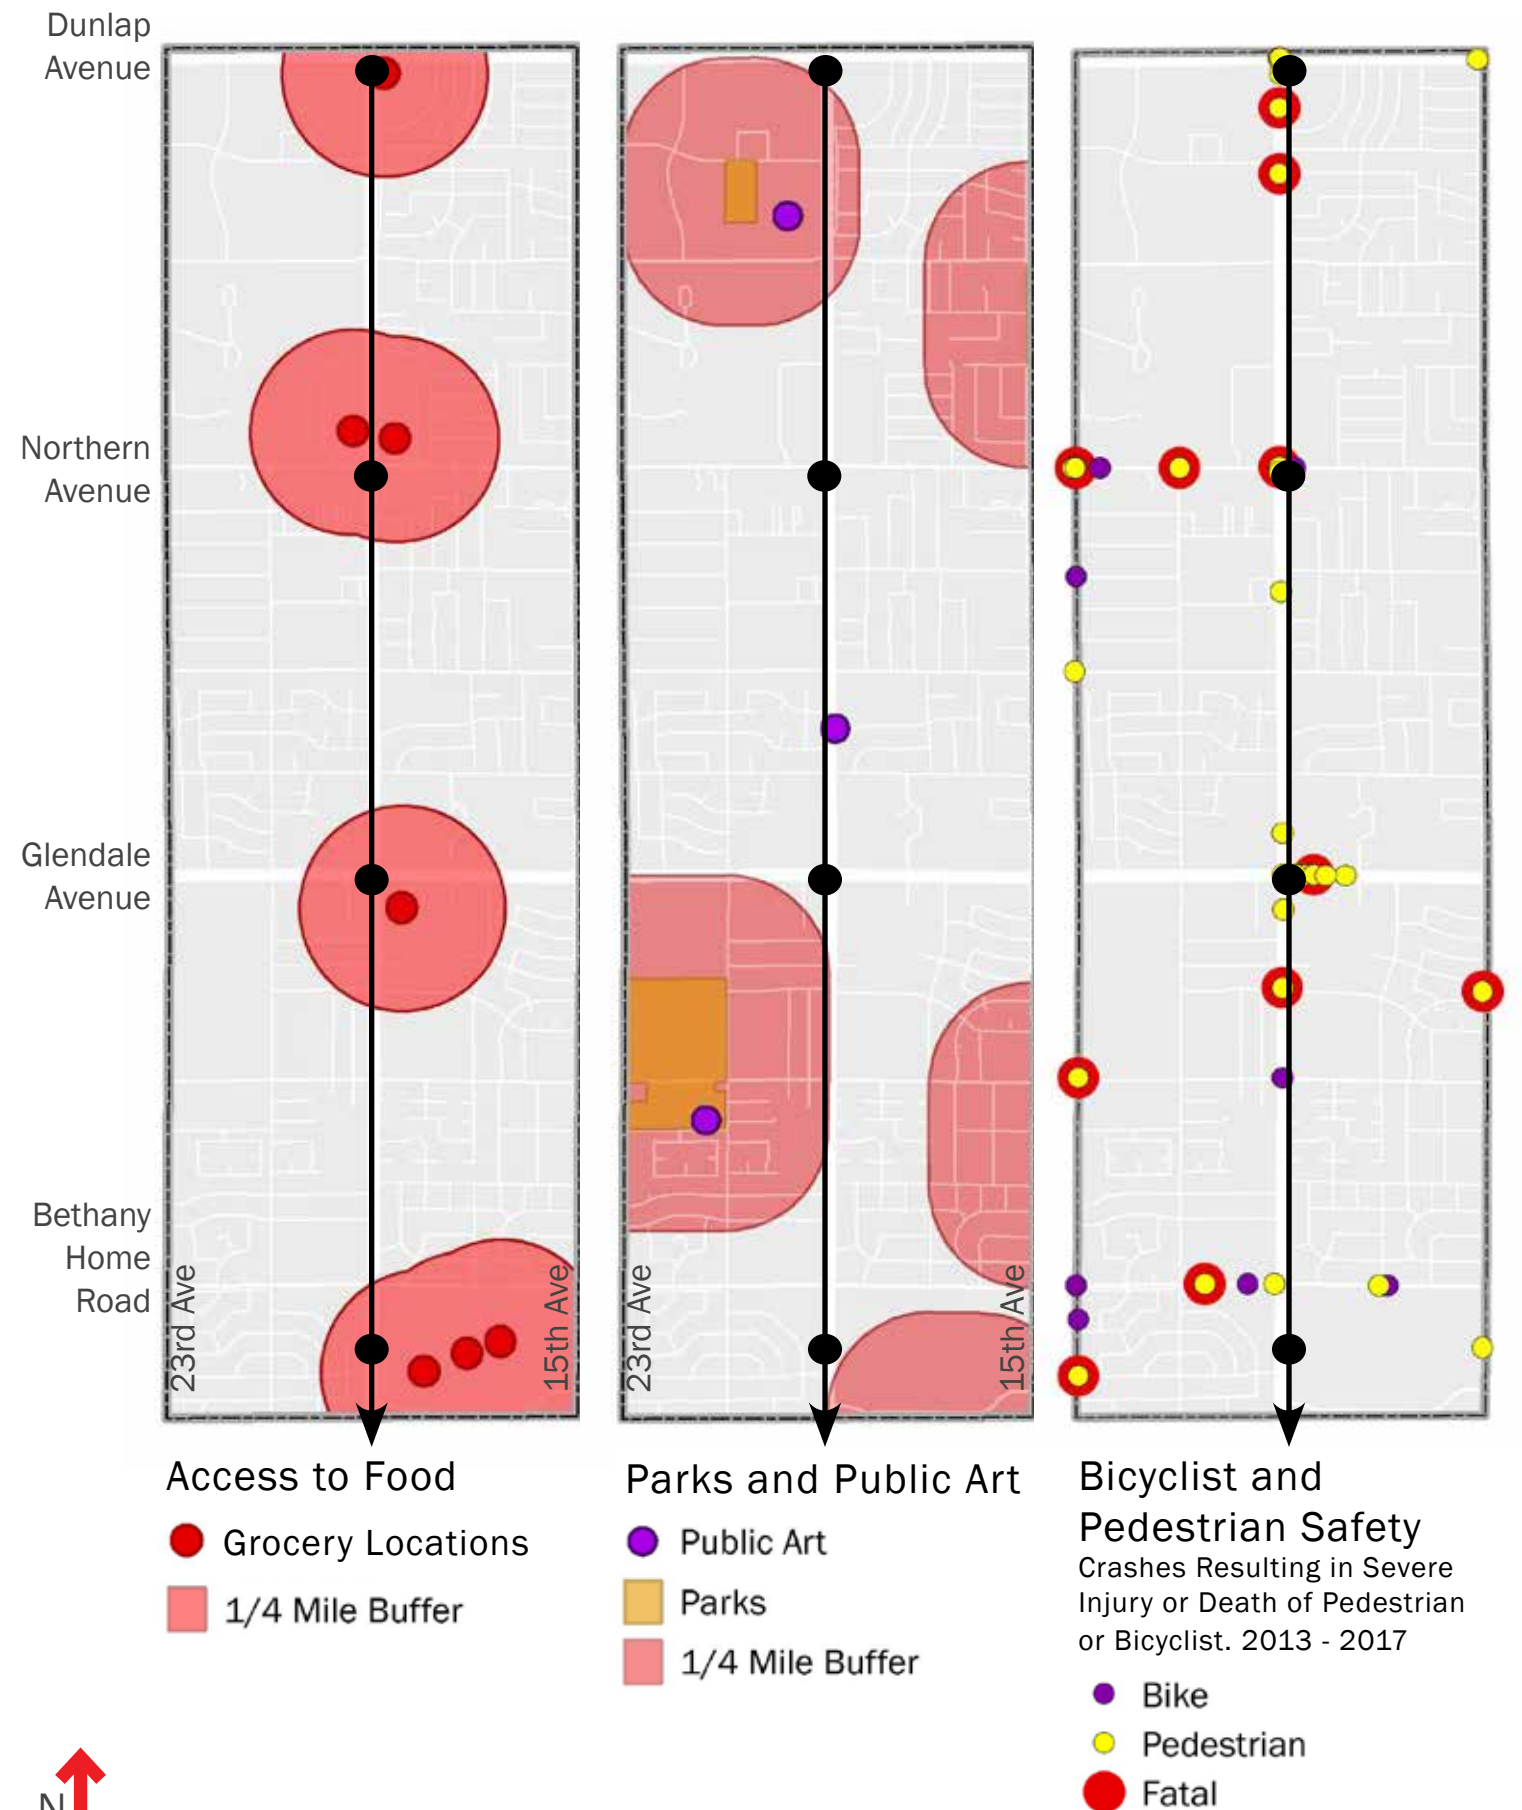 Dunlap
Avenue
Northern
Avenue
Glendale
Avenue
Bethany
Home
Road
23rd Ave
15th Ave
23rd Ave
15th Ave
Access to Food
Grocery Locations
1/4 Mile Buffer
Parks and Public Art
Public Art
Parks
1/4 Mile Buffer
Bicyclist and
Pedestrian Safety
Crashes Resulting in Severe
Injury or Death of Pedestrian
or Bicyclist. 2013 - 2017
Bike
Pedestrian
Fatal
N